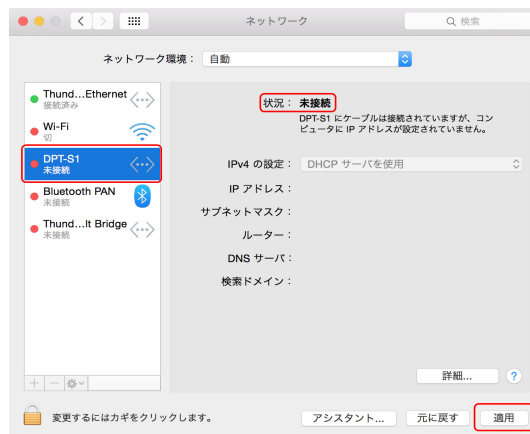 ネットワーク
検索
ネットワーク環境： 自動
Thund...Ethernet
接続済み
Wi-Fi
切
DPT-S1
未接続
Bluetooth PAN
未接続
Thund...lt Bridge
未接続
状況： 未接続
DPT-S1 にケーブルは接続されていますが、コン
ピュータに IP アドレスが設定されていません。
IPv4 の設定： DHCP サーバを使用
IP アドレス：
サブネットマスク：
ルーター：
DNS サーバ：
検索ドメイン：
詳細... ?
変更するにはカギをクリックします。
アシスタント... 元に戻す 適用